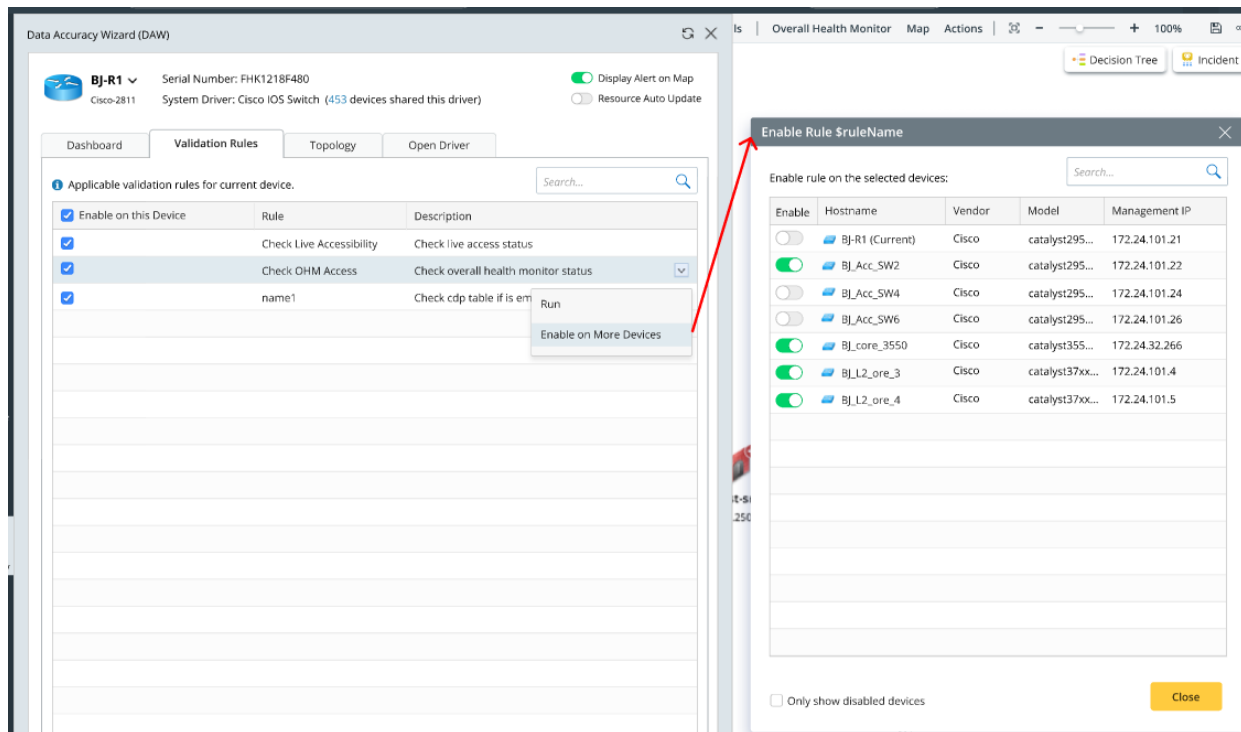 Data Accuracy Wizard (DAW)
BJ-R1
Cisco-2811
Serial Number: FHK1218F480
System Driver: Cisco IOS Switch (453 devices shared this driver)
Display Alert on Map
Resource Auto Update
Dashboard
Validation Rules
Topology
Open Driver
Applicable validation rules for current device.
Search...
Enable on this Device Rule Description
Check Live Accessibility Check live access status
Check OHM Access Check overall health monitor status
name1 Check cdp table if is em
Run
Enable on More Devices
ls Overall Health Monitor Map Actions 100%
Decision Tree
Incident
Enable Rule $ruleName
Enable rule on the selected devices:
Search...
Enable Hostname Vendor Model Management IP
BJ-R1 (Current) Cisco catalyst295... 172.24.101.21
BJ_Acc_SW2 Cisco catalyst295... 172.24.101.22
BJ_Acc_SW4 Cisco catalyst295... 172.24.101.24
BJ_Acc_SW6 Cisco catalyst295... 172.24.101.26
BJ_core_3550 Cisco catalyst355... 172.24.32.266
BJ_L2_ore_3 Cisco catalyst37xx... 172.24.101.4
BJ_L2_ore_4 Cisco catalyst37xx... 172.24.101.5
Only show disabled devices
Close